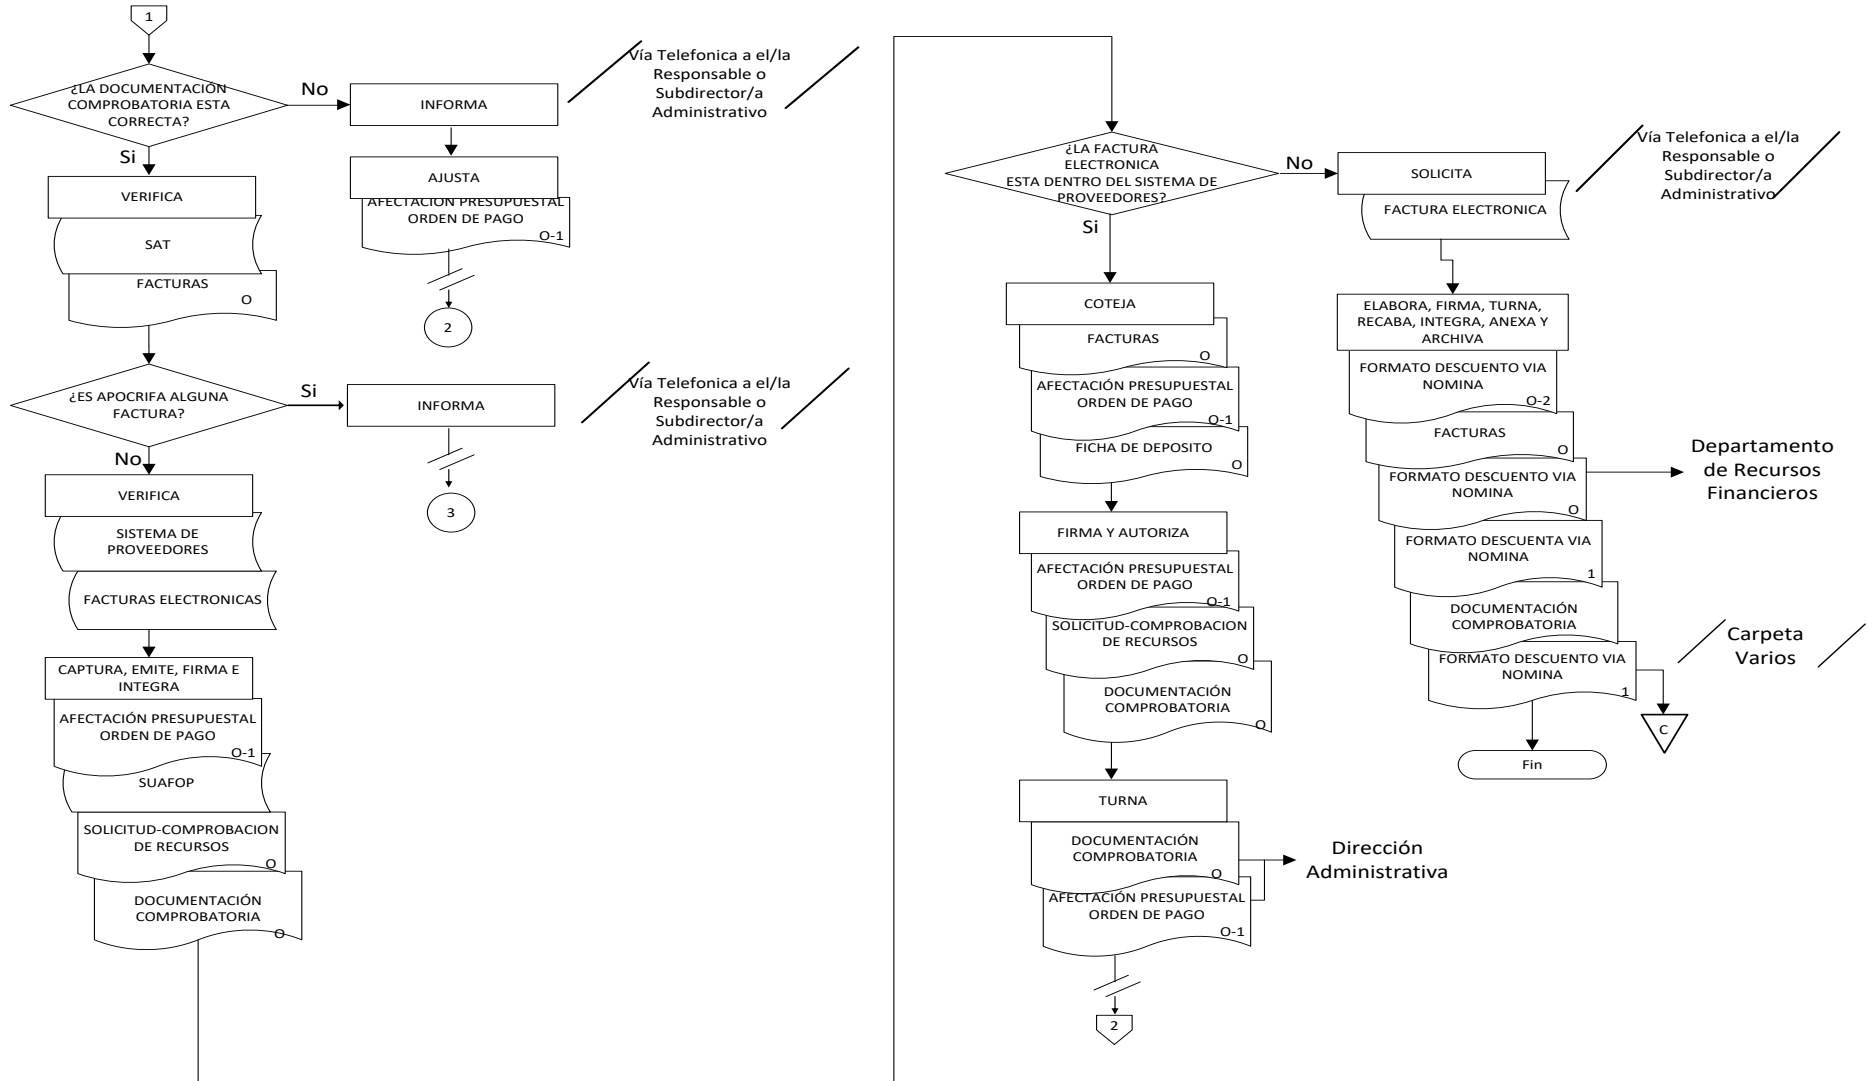 1
¿LA DOCUMENTACIÓN
COMPROBATORIA ESTA
CORRECTA?
No
INFORMA
Vía Telefonica a el/la
Responsable o
Subdirector/a
Administrativo
Si
AJUSTA
AFECTACIÓN PRESUPUESTAL
ORDEN DE PAGO
O-1
2
VERIFICA
SAT
FACTURAS
O
¿ES APOCRIFA ALGUNA
FACTURA?
Si
INFORMA
Vía Telefonica a el/la
Responsable o
Subdirector/a
Administrativo
3
No
VERIFICA
SISTEMA DE
PROVEEDORES
FACTURAS ELECTRONICAS
CAPTURA, EMITE, FIRMA E
INTEGRA
AFECTACIÓN PRESUPUESTAL
ORDEN DE PAGO
O-1
SUAFOP
SOLICITUD-COMPROBACION
DE RECURSOS
O
DOCUMENTACIÓN
COMPROBATORIA
O
¿LA FACTURA
ELECTRONICA
ESTA DENTRO DEL SISTEMA DE
PROVEEDORES?
No
Si
COTEJA
FACTURAS
O
AFECTACIÓN PRESUPUESTAL
ORDEN DE PAGO
O-1
FICHA DE DEPOSITO
O
FIRMA Y AUTORIZA
AFECTACIÓN PRESUPUESTAL
ORDEN DE PAGO
O-1
SOLICITUD-COMPROBACION
DE RECURSOS
O
DOCUMENTACIÓN
COMPROBATORIA
O
TURNA
DOCUMENTACIÓN
COMPROBATORIA
O
AFECTACIÓN PRESUPUESTAL
ORDEN DE PAGO
O-1
Dirección
Administrativa
2
SOLICITA
FACTURA ELECTRONICA
Vía Telefonica a el/la
Responsable o
Subdirector/a
Administrativo
ELABORA, FIRMA, TURNA,
RECABA, INTEGRA, ANEXA Y
ARCHIVA
FORMATO DESCUENTO VIA
NOMINA
O-2
FACTURAS
O
FORMATO DESCUENTO VIA
NOMINA
O
Departamento
de Recursos
Financieros
FORMATO DESCUENTA VIA
NOMINA
1
DOCUMENTACIÓN
COMPROBATORIA
FORMATO DESCUENTO VIA
NOMINA
1
Carpeta
Varios
C
Fin